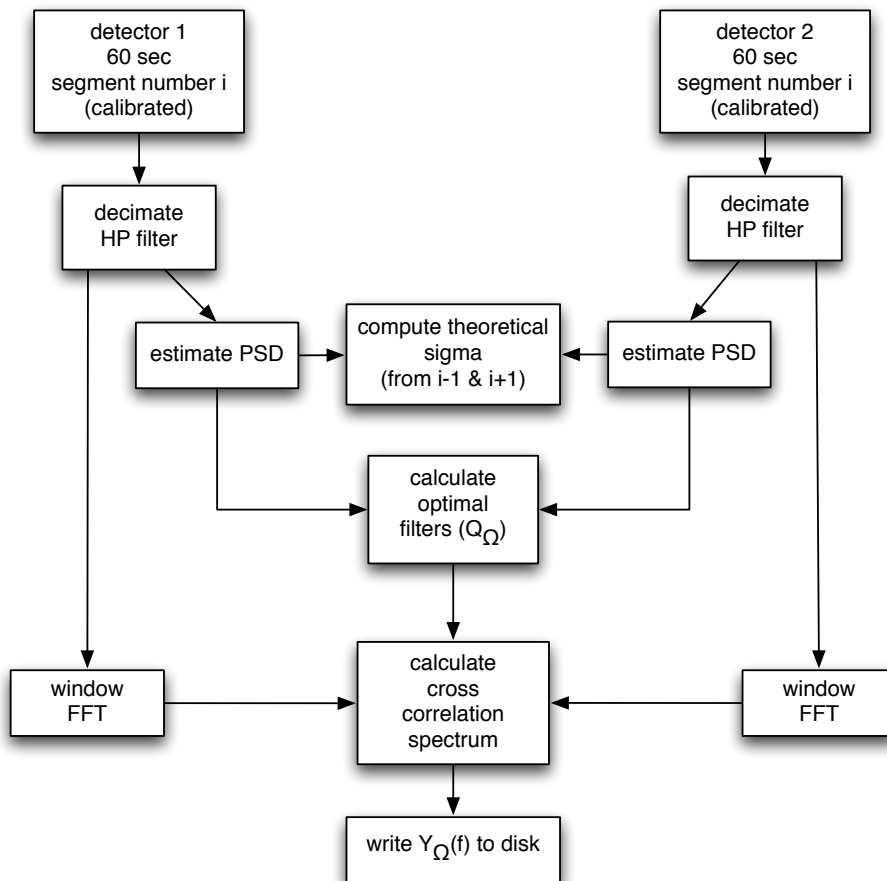 detector 1
60 sec
segment number i
(calibrated)
detector 2
60 sec
segment number i
(calibrated)
decimate
HP filter
decimate
HP filter
estimate PSD
compute theoretical
sigma
(from i-1 & i+1)
estimate PSD
calculate
optimal
filters (Q_Ω)
window
FFT
calculate
cross
correlation
spectrum
window
FFT
write Y_Ω(f) to disk